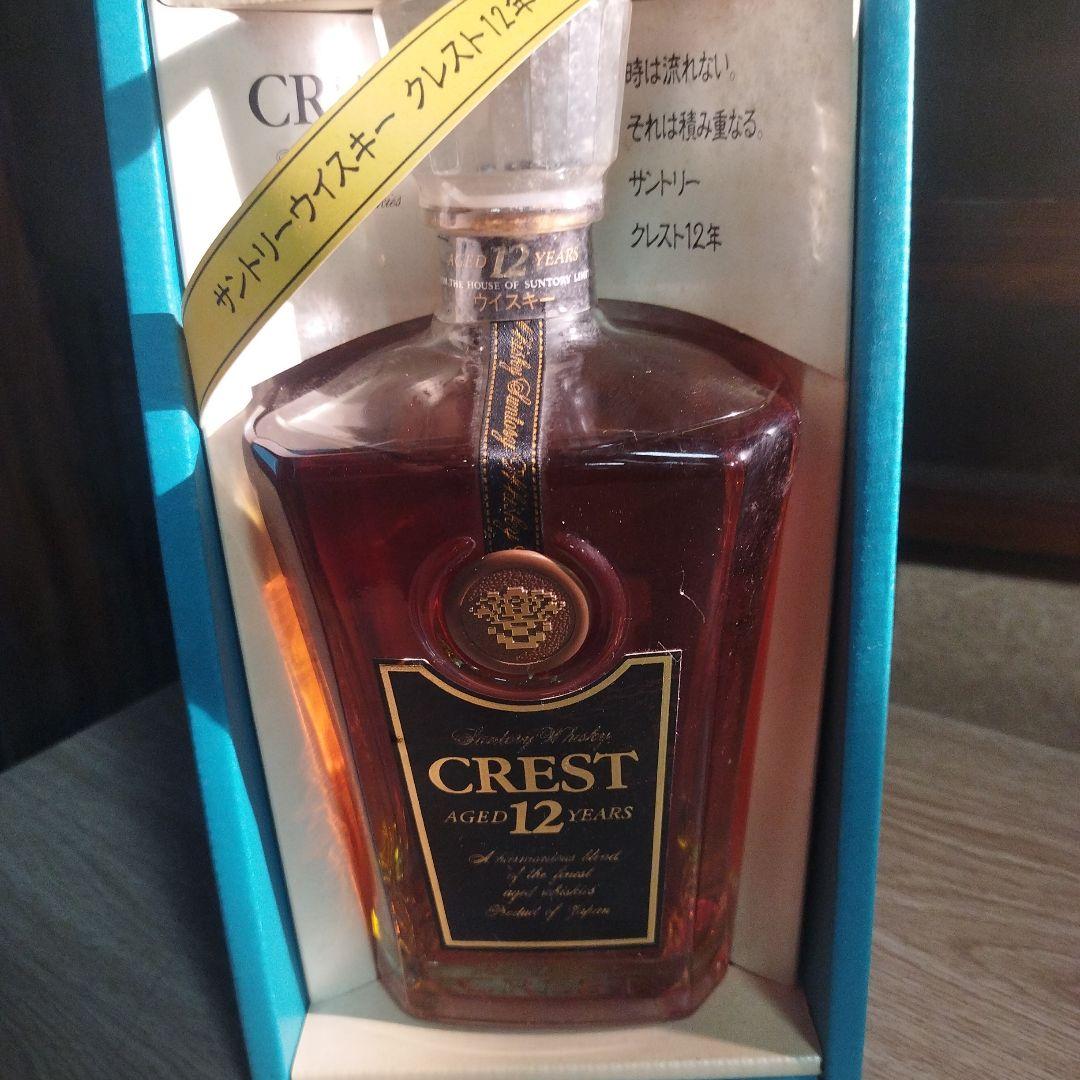 サントリーウイスキー クレスト12年
CR
時は流れない。
それは積み重なる。
サントリー
クレスト12年
AGED 12 YEARS
THE HOUSE OF SUNTORY
ウイスキー
Whisky Suntory Whisky
Suntory Whisky
CREST
AGED 12 YEARS
A harmonious blend
of the finest
aged whiskies
Product of Japan